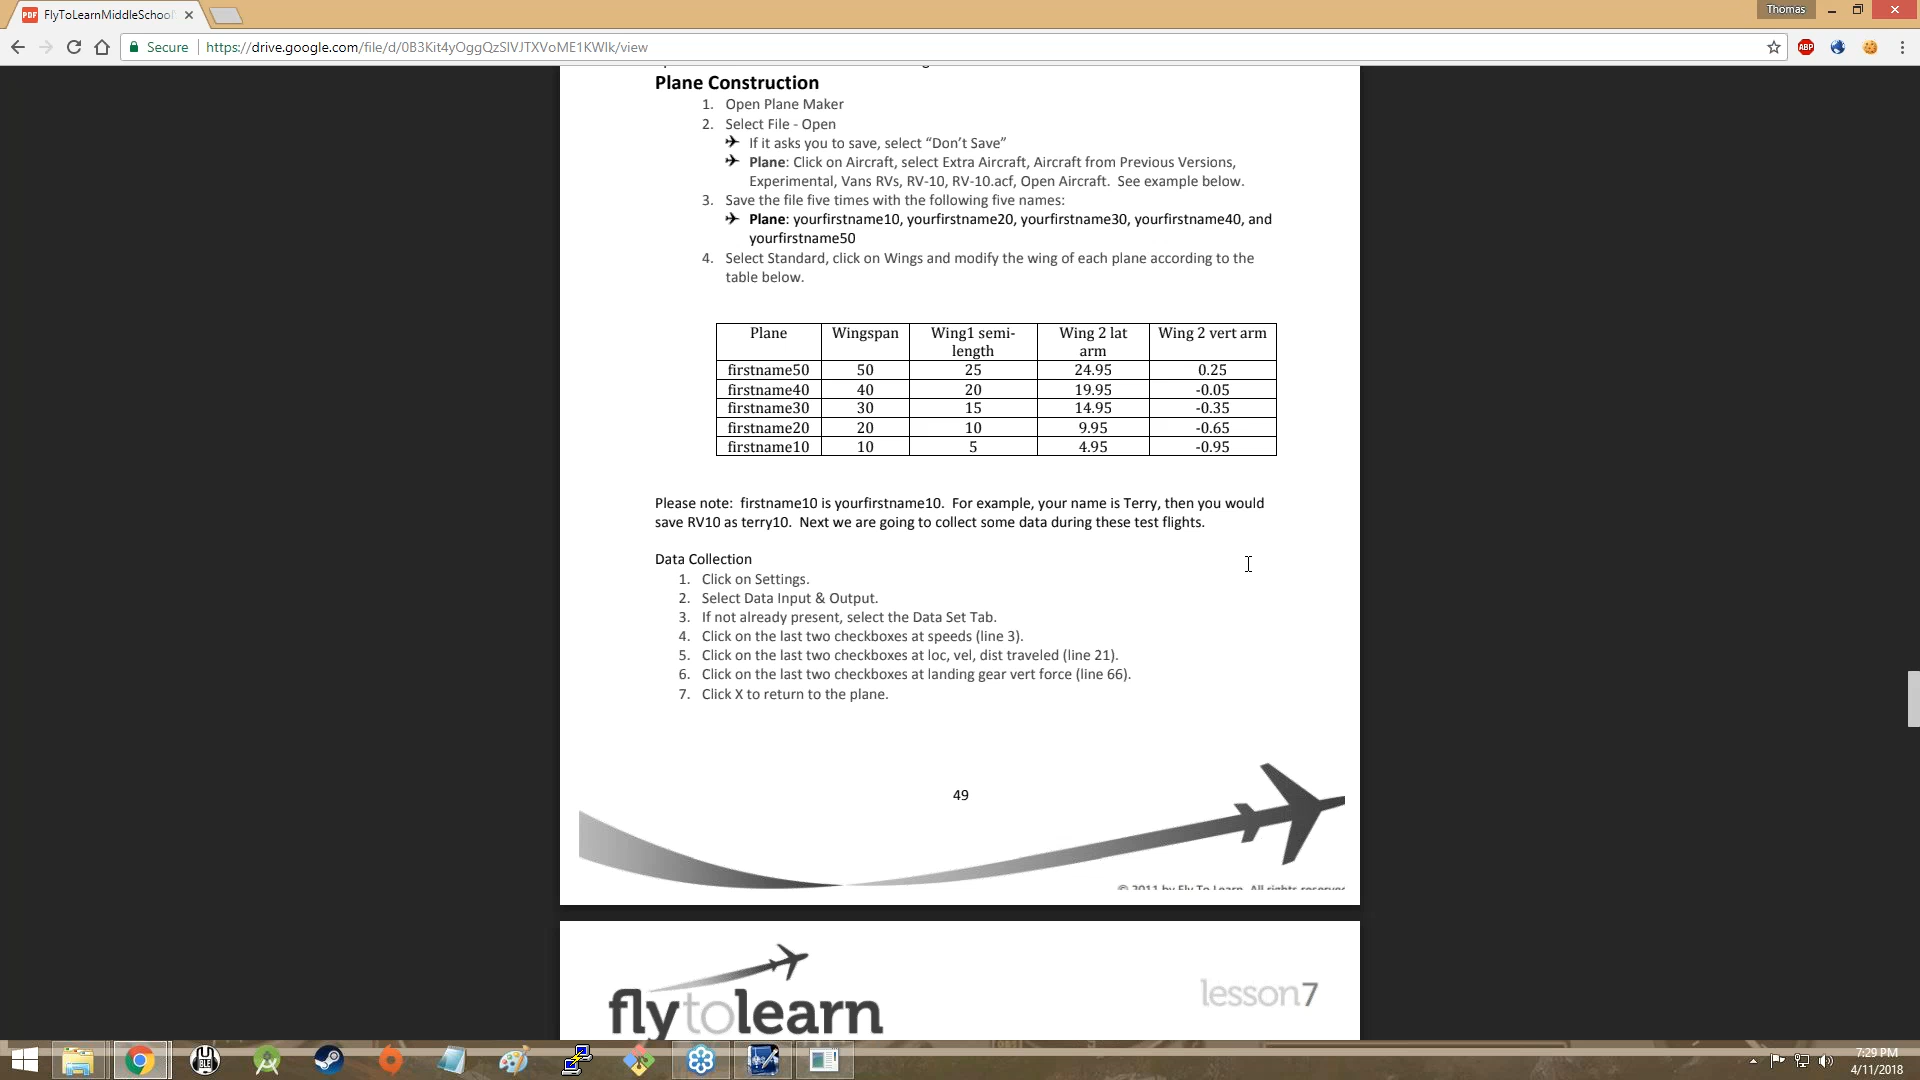 FlyToLearnMiddleSchool
Thomas
Secure
https://drive.google.com/file/d/0B3Kit4yOggQzSlVJTXVoME1KWlk/view
ABP
Plane Construction
1. Open Plane Maker
2. Select File - Open
If it asks you to save, select “Don’t Save”
Plane: Click on Aircraft, select Extra Aircraft, Aircraft from Previous Versions,
Experimental, Vans RVs, RV-10, RV-10.acf, Open Aircraft. See example below.
3. Save the file five times with the following five names:
Plane: yourfirstname10, yourfirstname20, yourfirstname30, yourfirstname40, and
yourfirstname50
4. Select Standard, click on Wings and modify the wing of each plane according to the
table below.
Plane Wingspan Wing1 semi-length Wing 2 lat arm Wing 2 vert arm
firstname50 50 25 24.95 0.25
firstname40 40 20 19.95 -0.05
firstname30 30 15 14.95 -0.35
firstname20 20 10 9.95 -0.65
firstname10 10 5 4.95 -0.95
Please note: firstname10 is yourfirstname10. For example, your name is Terry, then you would
save RV10 as terry10. Next we are going to collect some data during these test flights.
Data Collection
1. Click on Settings.
2. Select Data Input & Output.
3. If not already present, select the Data Set Tab.
4. Click on the last two checkboxes at speeds (line 3).
5. Click on the last two checkboxes at loc, vel, dist traveled (line 21).
6. Click on the last two checkboxes at landing gear vert force (line 66).
7. Click X to return to the plane.
49
© 2011 by Fly To Learn. All rights reserve
flytolearn
lesson7
7:29 PM
4/11/2018